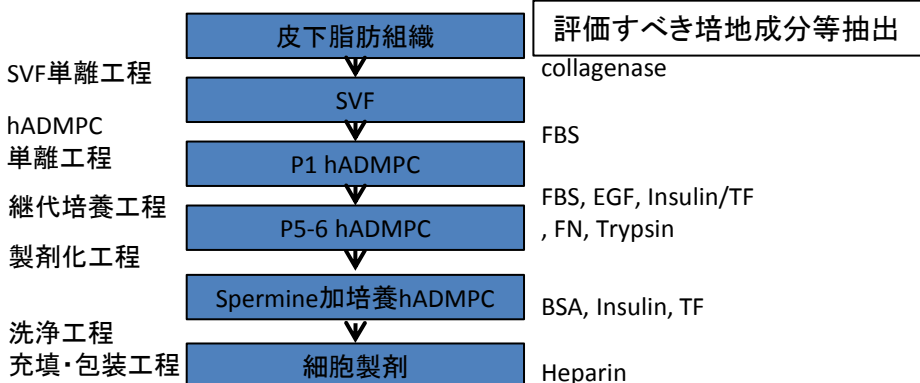 皮下脂肪組織
評価すべき培地成分等抽出
SVF単離工程
collagenase
SVF
hADMPC
単離工程
FBS
P1 hADMPC
継代培養工程
FBS, EGF, Insulin/TF
, FN, Trypsin
P5-6 hADMPC
製剤化工程
Spermine加培養hADMPC
BSA, Insulin, TF
洗浄工程
充填・包装工程
細胞製剤
Heparin